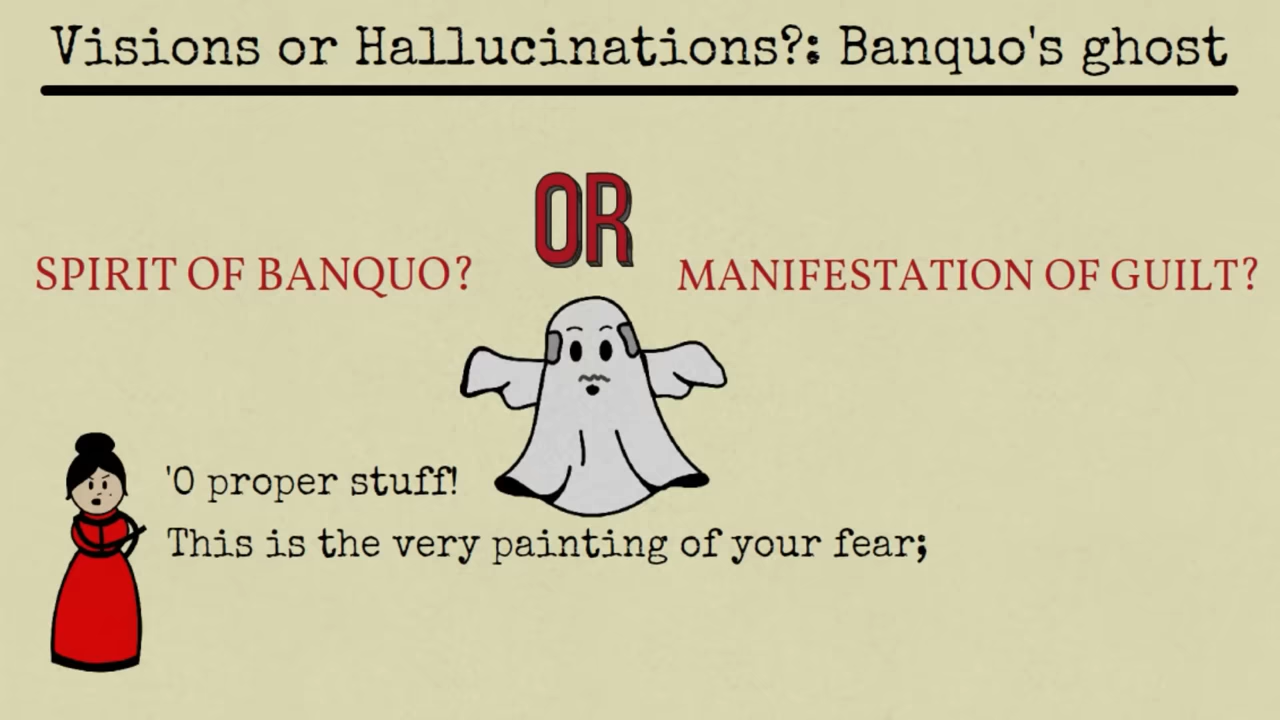 Visions or Hallucinations?: Banquo's ghost
OR
SPIRIT OF BANQUO?
MANIFESTATION OF GUILT?
'O proper stuff!
This is the very painting of your fear;